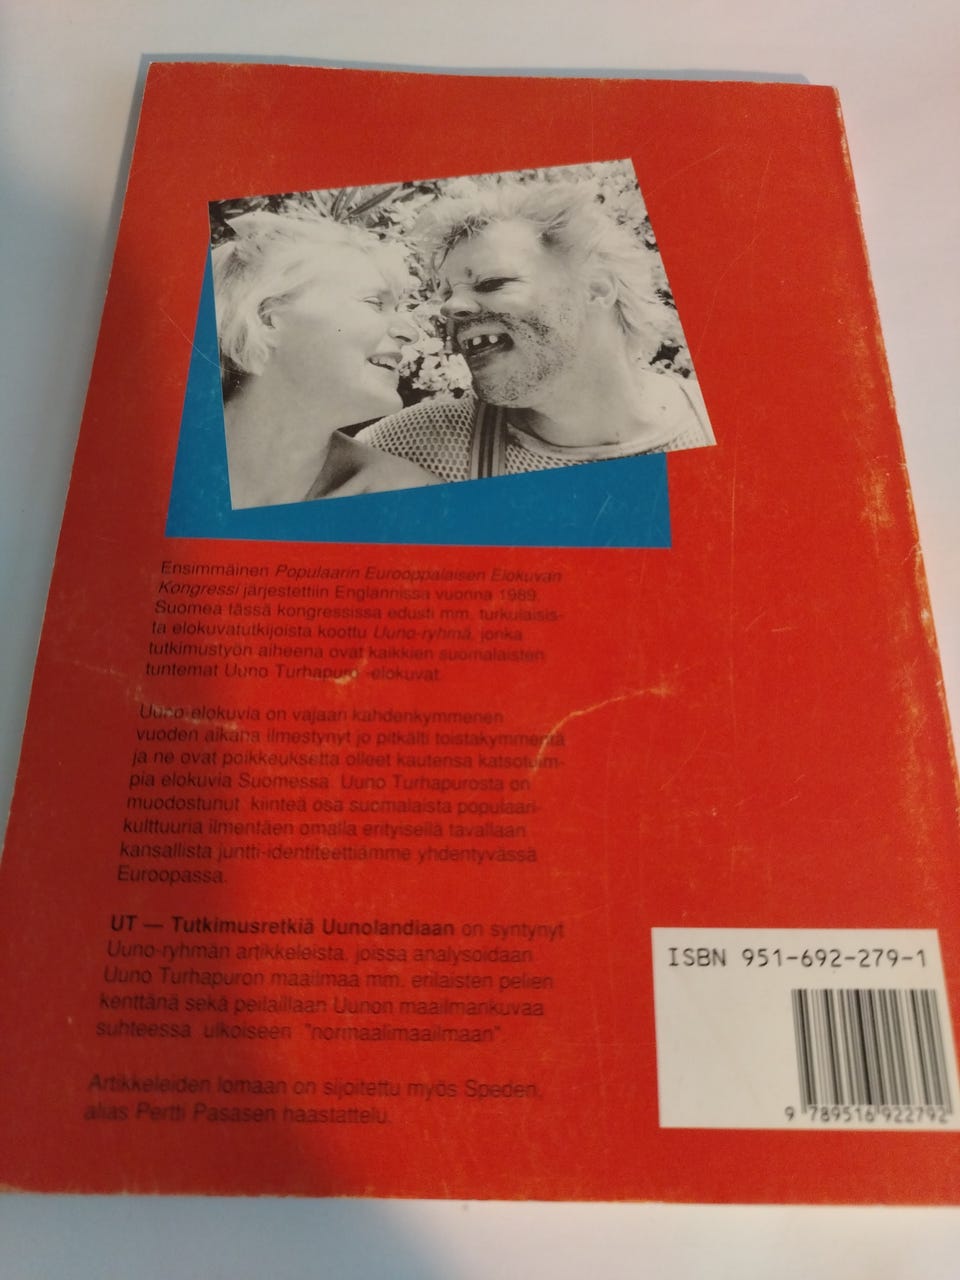 Ensimmäinen Populaarin Eurooppalaisen Elokuvan
Kongressi järjestettiin Englannissa vuonna 1989.
Suomea tässä kongressissa edusti mm. turkulaisis-
ta elokuvatutkijoista koottu Uuno-ryhmä, jonka
tutkimustyön aiheena ovat kaikkien suomalaisten
tuntemat Uuno Turhapuro -elokuvat.
Uuno-elokuvia on vajaan kahdenkymmenen
vuoden aikana ilmestynyt jo pitkälti toistakymmentä
ja ne ovat poikkeuksetta olleet kautensa katsotuim-
pia elokuvia Suomessa. Uuno Turhapurosta on
muodostunut kiinteä osa suomalaista populaari-
kulttuuria ilmentäen omalla erityisellä tavallaan
kansallista juntti-identiteettiämme yhdentyvässä
Euroopassa.
UT — Tutkimusretkiä Uunolandiaan on syntynyt
Uuno-ryhmän artikkeleista, joissa analysoidaan
Uuno Turhapuron maailmaa mm. erilaisten pelien
kenttänä sekä peilaillaan Uunon maailmankuvaa
suhteessa ulkoiseen "normaalimaailmaan".
Artikkeleiden lomaan on sijoitettu myös Speden,
alias Pertti Pasasen haastattelu.
ISBN 951-692-279-1
9 789516 922792